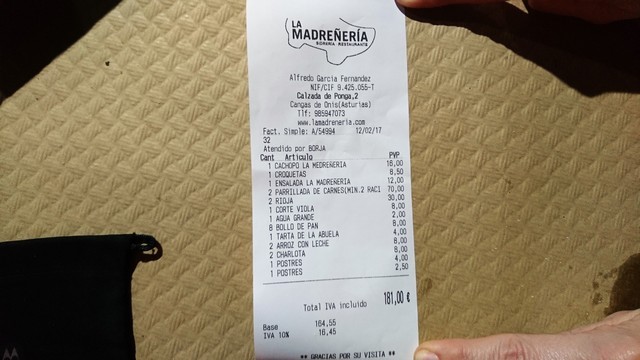 LA
MADREÑERÍA
SIDRERIA RESTAURANTE
Alfredo Garcia Fernandez
NIF/CIF 9.425.055-T
Calzada de Ponga,2
Cangas de Onis(Asturias)
Tlf: 985947073
www.lamadreneria.com
Fact. Simple: A/54994 12/02/17
32
Atendido por BORJA
Cant Articulo PVP
1 CACHOPO LA MEDREÑERIA 16,00
1 CROQUETAS 8,50
1 ENSALADA LA MADREÑERIA 12,00
2 PARRILLADA DE CARNES(MIN.2 RACI 70,00
2 RIOJA 30,00
1 CORTE VIOLA 8,00
1 AGUA GRANDE 2,00
8 BOLLO DE PAN 8,00
1 TARTA DE LA ABUELA 4,00
2 ARROZ CON LECHE 8,00
2 CHARLOTA 8,00
1 POSTRES 4,00
1 POSTRES 2,50
Total IVA incluido 181,00 €
Base 164,55
IVA 10% 16,45
** GRACIAS POR SU VISITA **